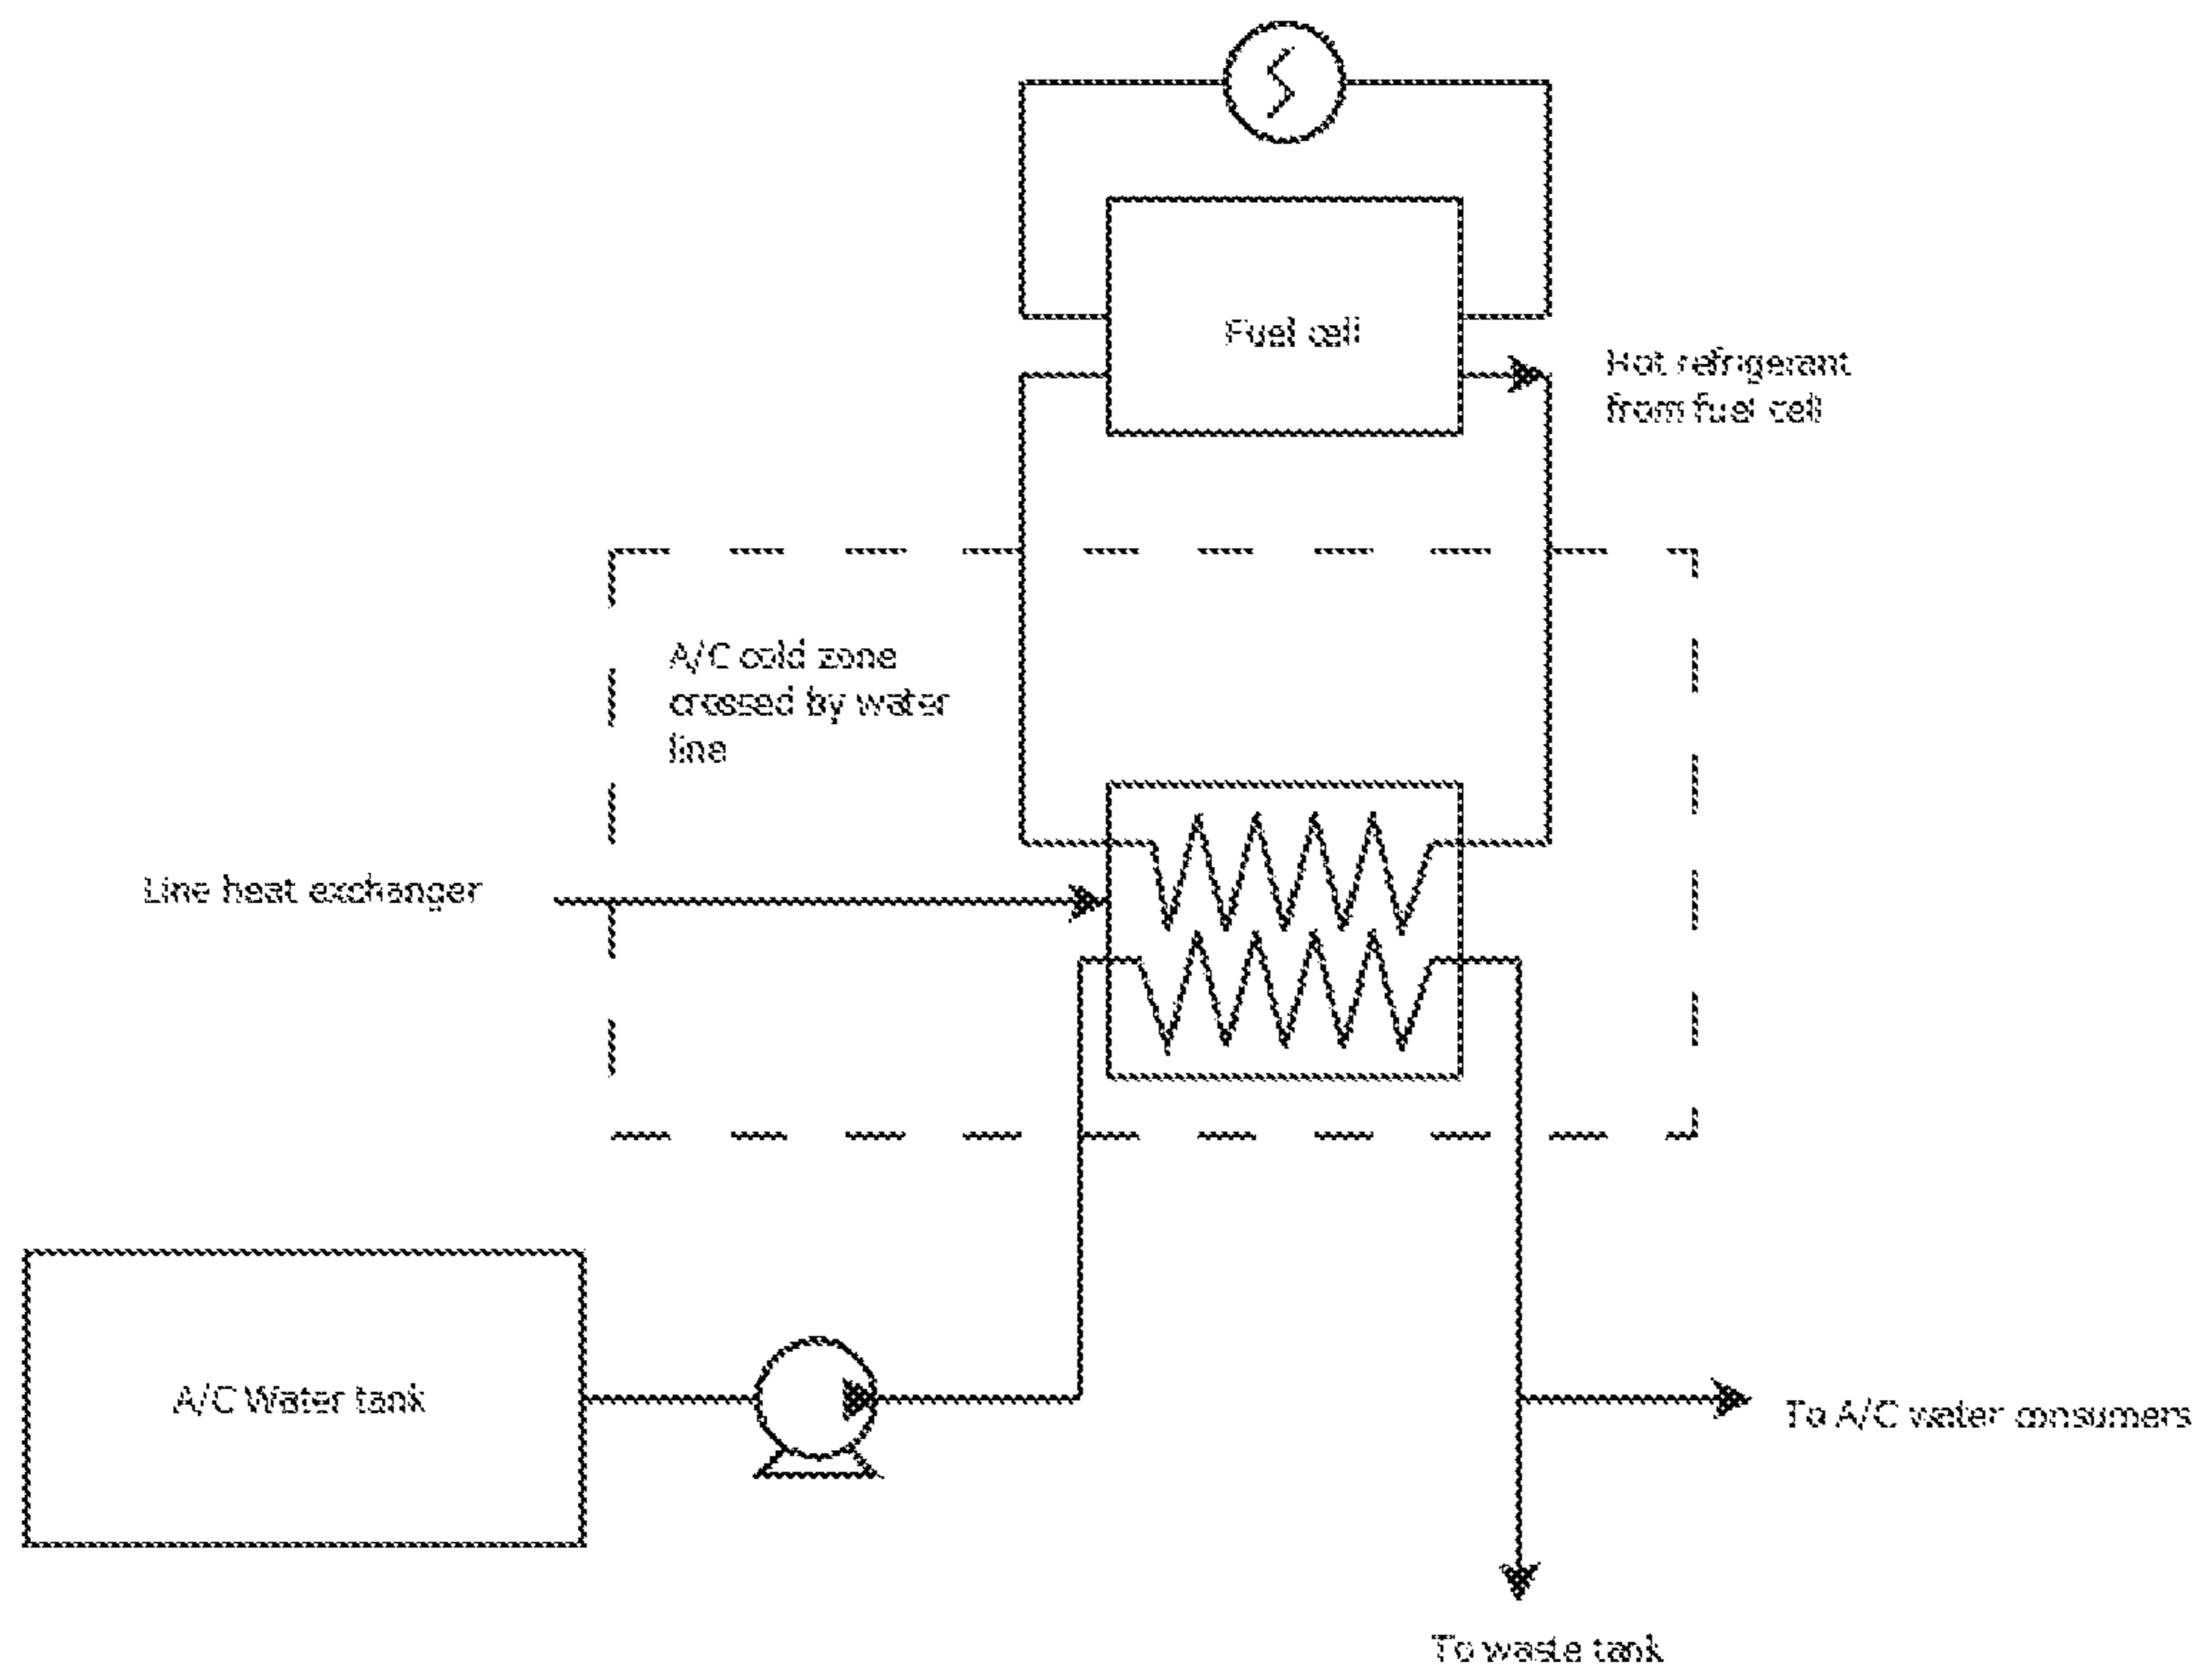 Fuel cell
Hot refrigerant
from fuel cell
A/C cold zone
crossed by water
line
Line heat exchanger
A/C Water tank
To A/C water consumers
To waste tank